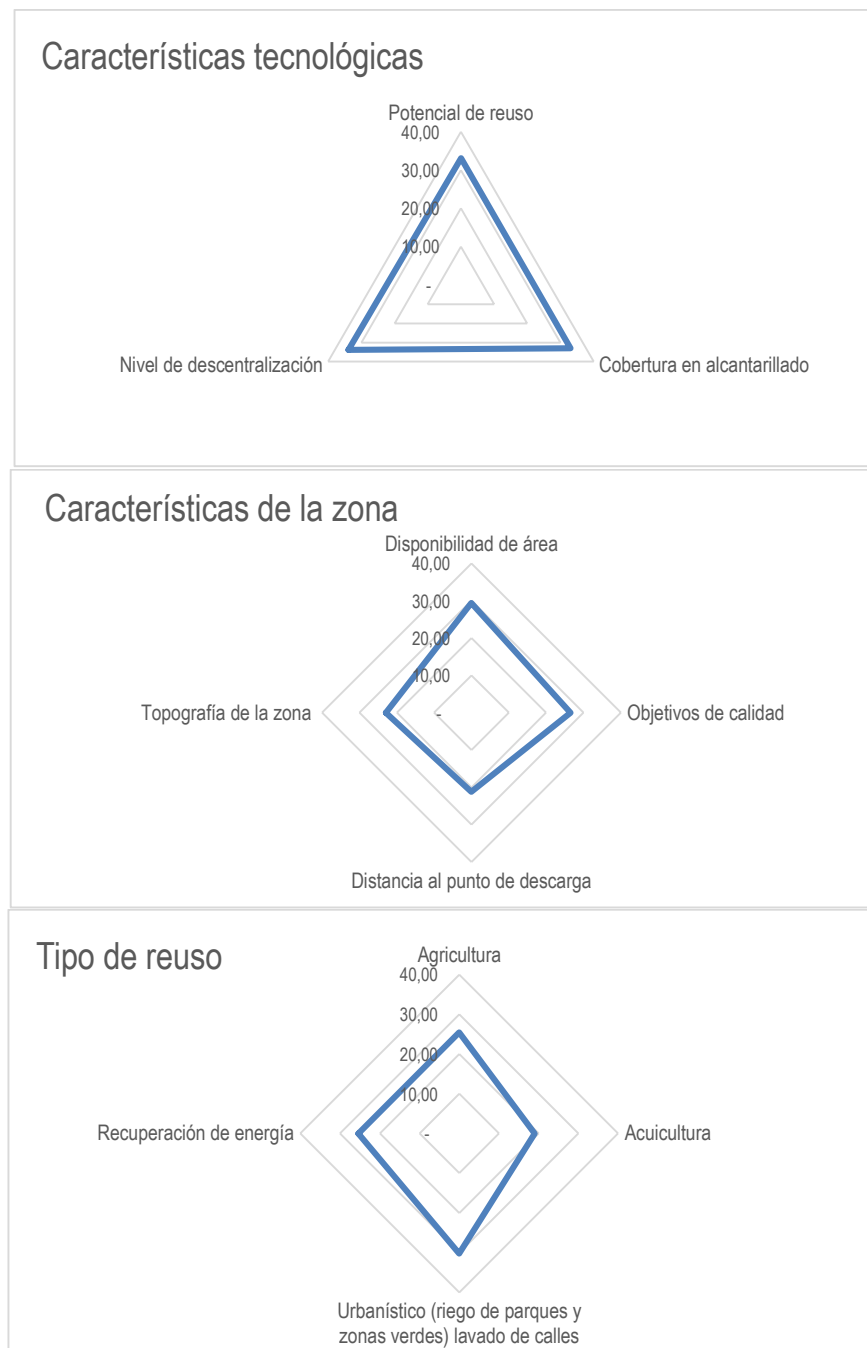 Características tecnológicas
Potencial de reuso
40,00
30,00
20,00
10,00
-
Nivel de descentralización
Cobertura en alcantarillado
Características de la zona
Disponibilidad de área
40,00
30,00
20,00
10,00
-
Topografía de la zona
Objetivos de calidad
Distancia al punto de descarga
Tipo de reuso
Agricultura
40,00
30,00
20,00
10,00
-
Recuperación de energía
Acuicultura
Urbanístico (riego de parques y
zonas verdes) lavado de calles